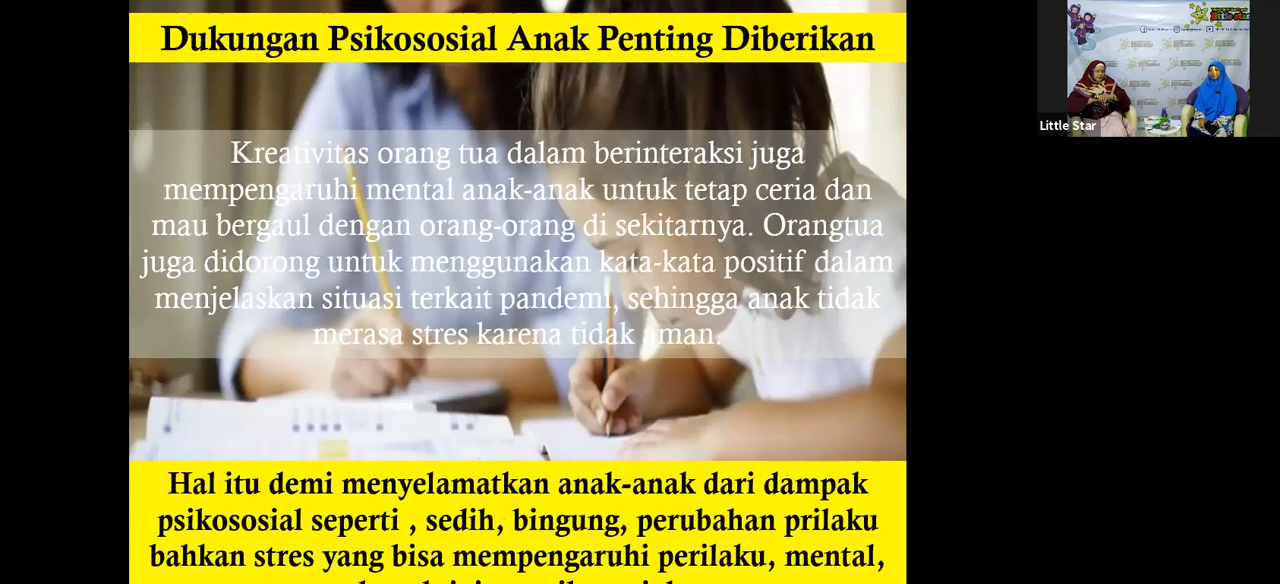 Dukungan Psikososial Anak Penting Diberikan
Kreativitas orang tua dalam berinteraksi juga
mempengaruhi mental anak-anak untuk tetap ceria dan
mau bergaul dengan orang-orang di sekitarnya. Orangtua
juga didorong untuk menggunakan kata-kata positif dalam
menjelaskan situasi terkait pandemi, sehingga anak tidak
merasa stres karena tidak aman.
Hal itu demi menyelamatkan anak-anak dari dampak
psikososial seperti , sedih, bingung, perubahan prilaku
bahkan stres yang bisa mempengaruhi perilaku, mental,
little star
Little Star